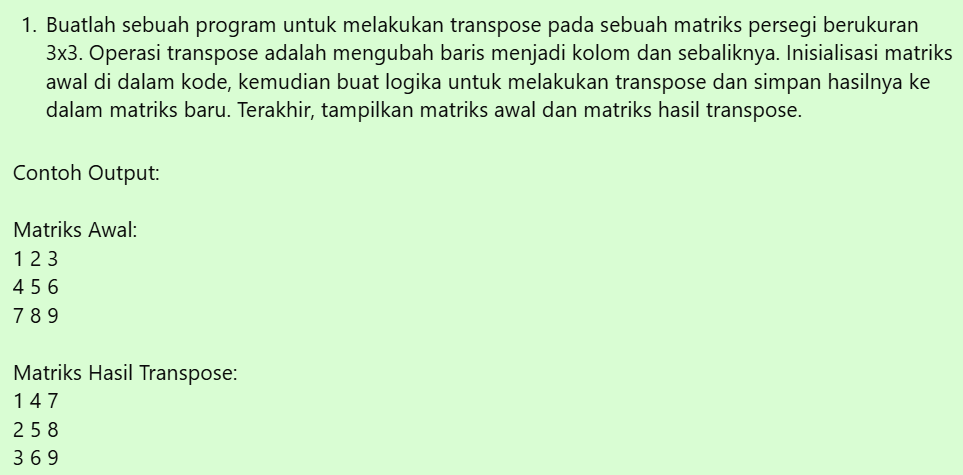 1. Buatlah sebuah program untuk melakukan transpose pada sebuah matriks persegi berukuran
3x3. Operasi transpose adalah mengubah baris menjadi kolom dan sebaliknya. Inisialisasi matriks
awal di dalam kode, kemudian buat logika untuk melakukan transpose dan simpan hasilnya ke
dalam matriks baru. Terakhir, tampilkan matriks awal dan matriks hasil transpose.
Contoh Output:
Matriks Awal:
1 2 3
4 5 6
7 8 9
Matriks Hasil Transpose:
1 4 7
2 5 8
3 6 9